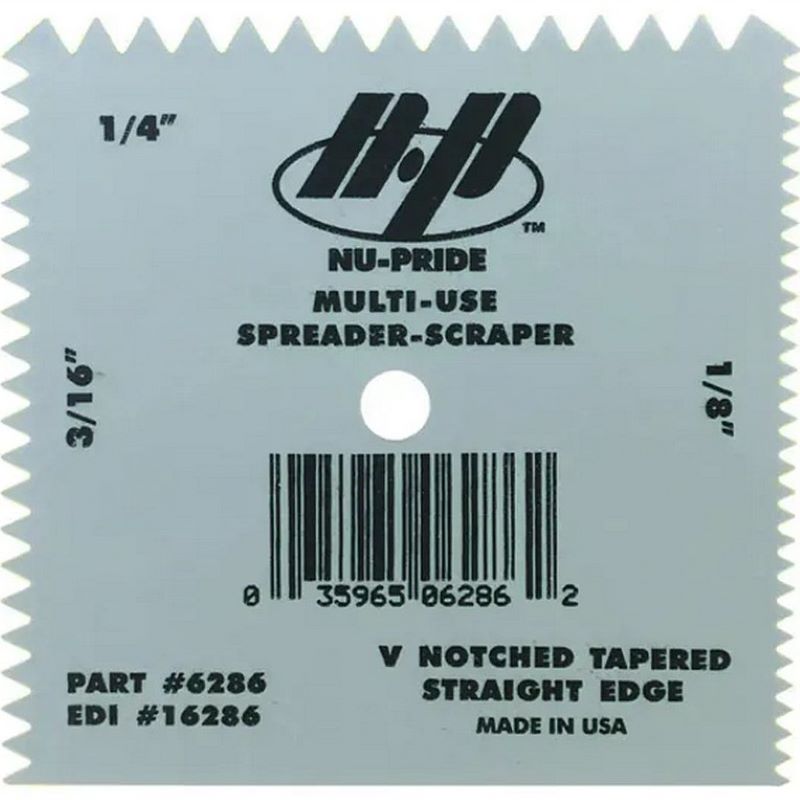 1/4"
N·P
TM
NU-PRIDE
MULTI-USE
SPREADER-SCRAPER
3/16"
1/8"
0 35965 06286 2
V NOTCHED TAPERED
STRAIGHT EDGE
MADE IN USA
PART #6286
EDI #16286